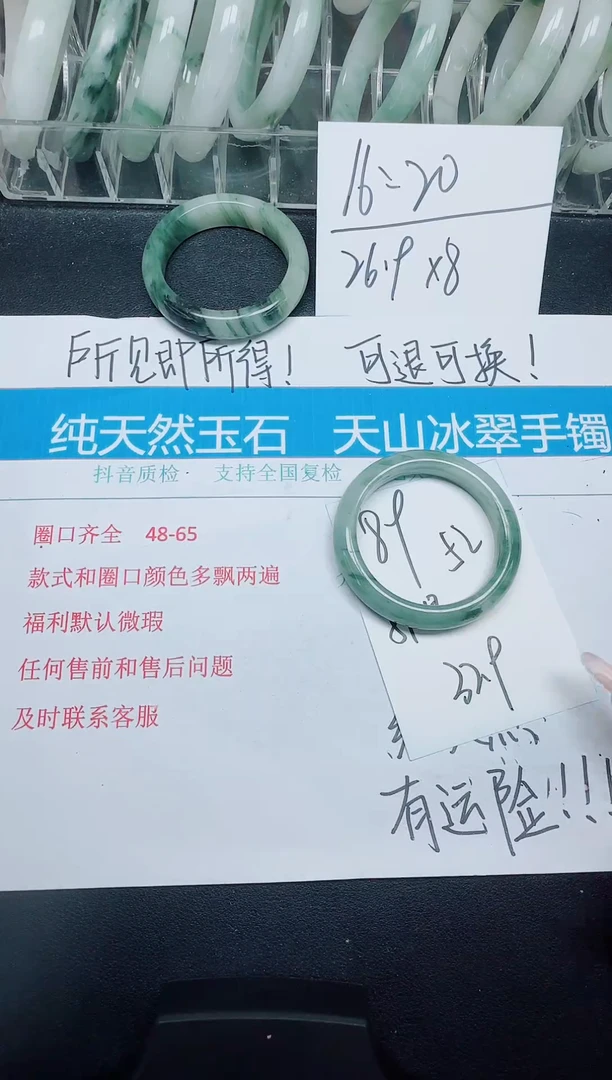 16=20
26.9 x8
所见即所得! 可退可换!
纯天然玉石 天山冰翠手镯
抖音质检· 支持全国复检
圈口齐全 48-65
款式和圈口颜色多飘两遍
福利默认微瑕
任何售前和售后问题
及时联系客服
89 52
329
有运险!!!